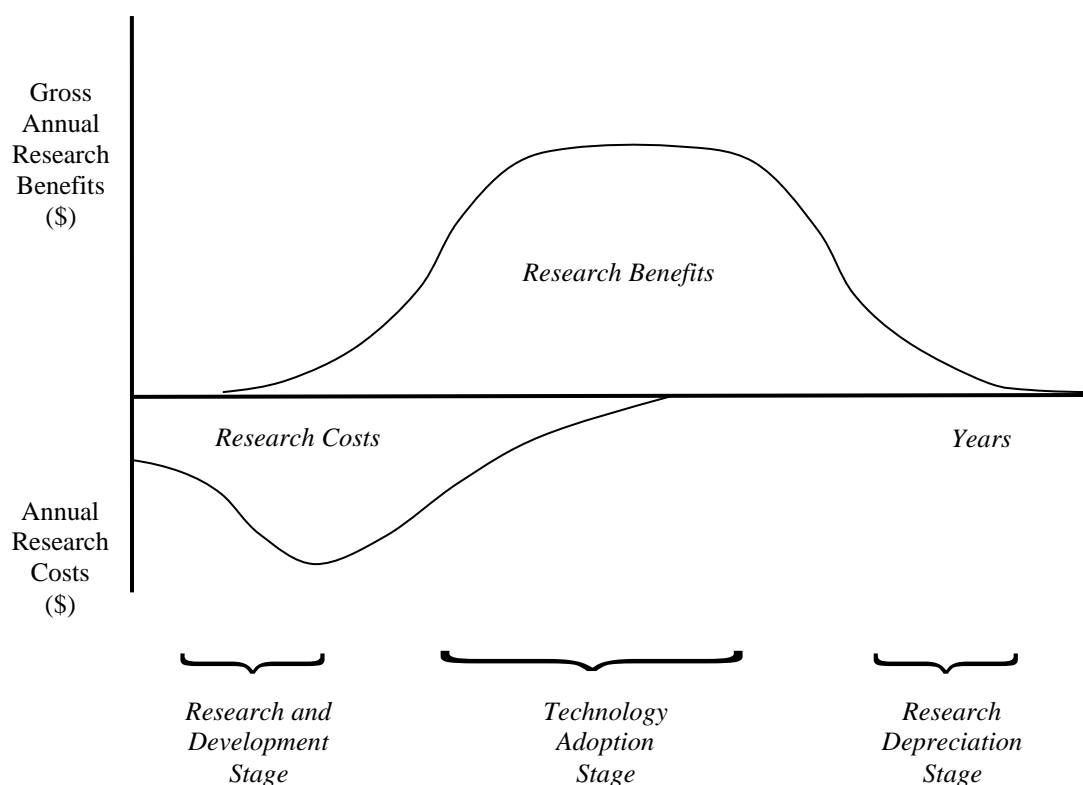 Gross
Annual
Research
Benefits
($)
Research Benefits
Research Costs
Years
Annual
Research
Costs
($)
Research and
Development
Stage
Technology
Adoption
Stage
Research
Depreciation
Stage